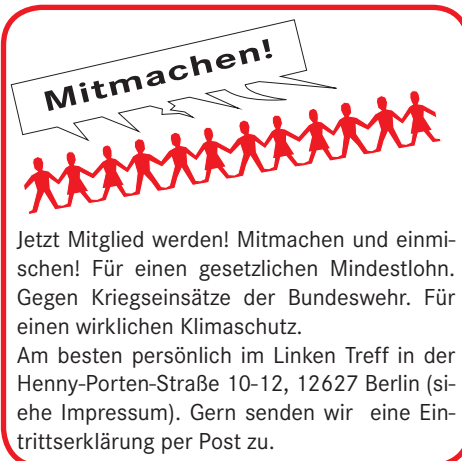 Mitmachen!
Jetzt Mitglied werden! Mitmachen und einmi-
schen! Für einen gesetzlichen Mindestlohn.
Gegen Kriegseinsätze der Bundeswehr. Für
einen wirklichen Klimaschutz.
Am besten persönlich im Linken Treff in der
Henny-Porten-Straße 10-12, 12627 Berlin (si-
ehe Impressum). Gern senden wir eine Ein-
trittserklärung per Post zu.